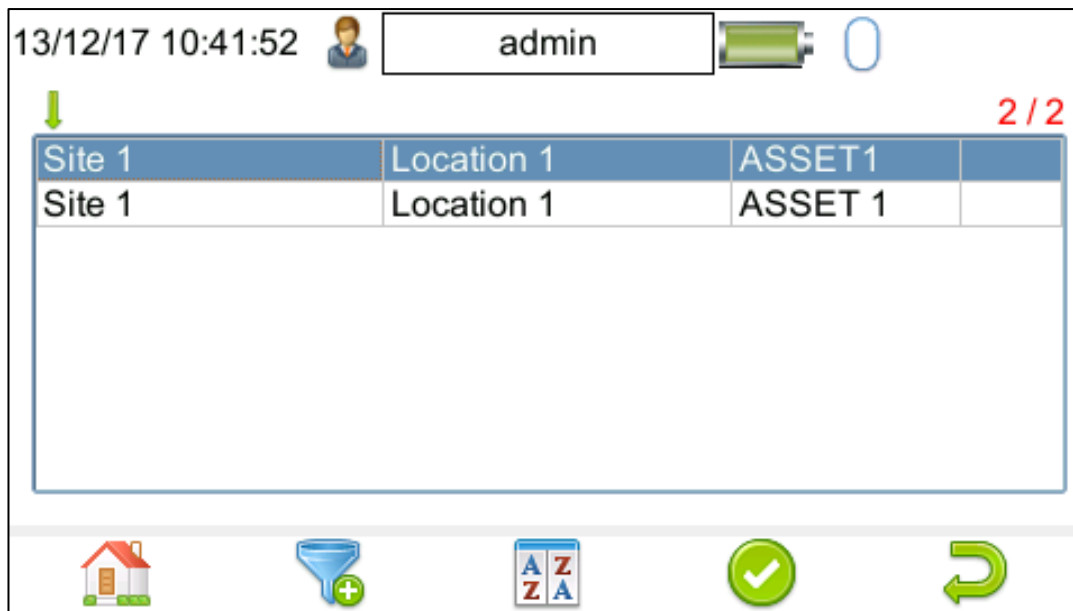 13/12/17 10:41:52 admin
2 / 2
Site 1 Location 1 ASSET1
Site 1 Location 1 ASSET 1
A Z
Z A